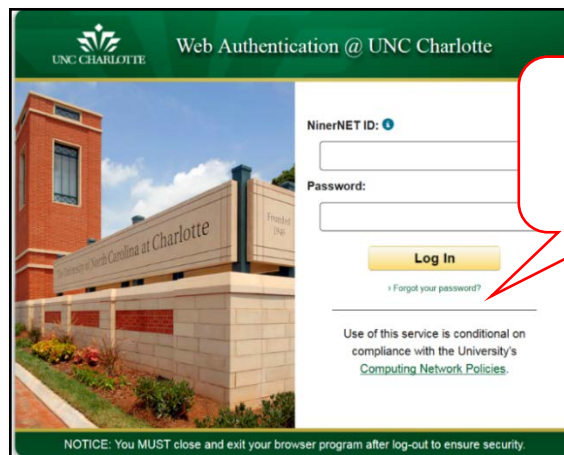 UNC CHARLOTTE
Web Authentication @ UNC Charlotte
NinerNET ID:
Password:
The University of North Carolina at Charlotte
Founded
1946
Log In
› Forgot your password?
Use of this service is conditional on
compliance with the University's
Computing Network Policies.
NOTICE: You MUST close and exit your browser program after log-out to ensure security.